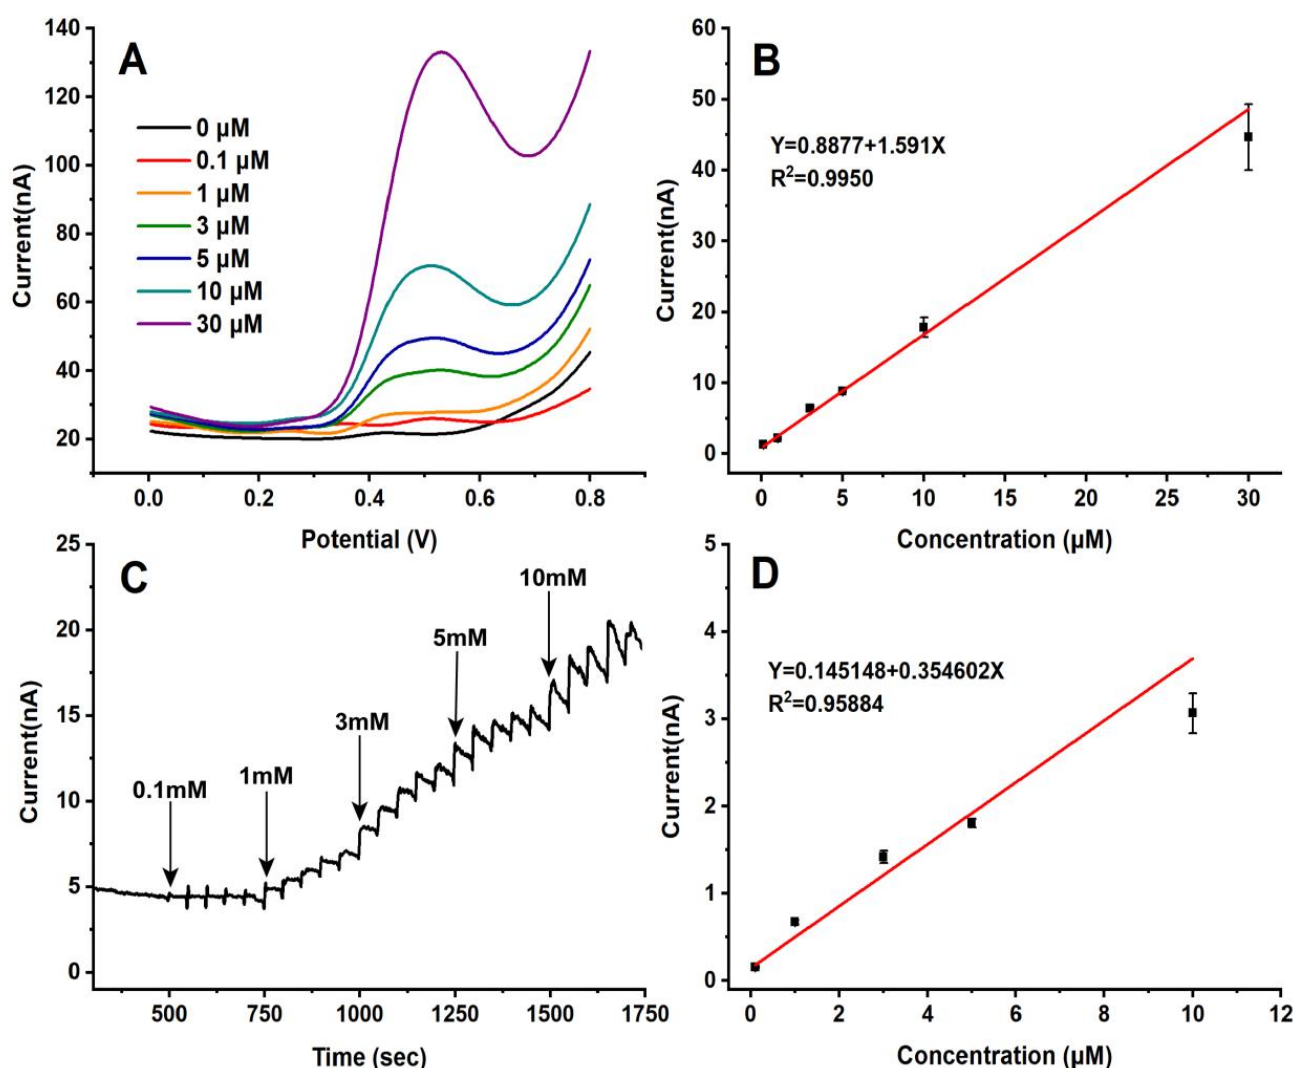 A
140
120
100
80
60
40
20
0.0
0.2
0.4
0.6
0.8
Current(nA)
Potential (V)
0 µM
0.1 µM
1 µM
3 µM
5 µM
10 µM
30 µM
B
60
50
40
30
20
10
0
0
5
10
15
20
25
30
Current(nA)
Concentration (µM)
Y=0.8877+1.591X
R²=0.9950
C
25
20
15
10
5
0
500
750
1000
1250
1500
1750
Current(nA)
Time (sec)
0.1mM
1mM
3mM
5mM
10mM
D
5
4
3
2
1
0
0
2
4
6
8
10
12
Current(nA)
Concentration (µM)
Y=0.145148+0.354602X
R²=0.95884